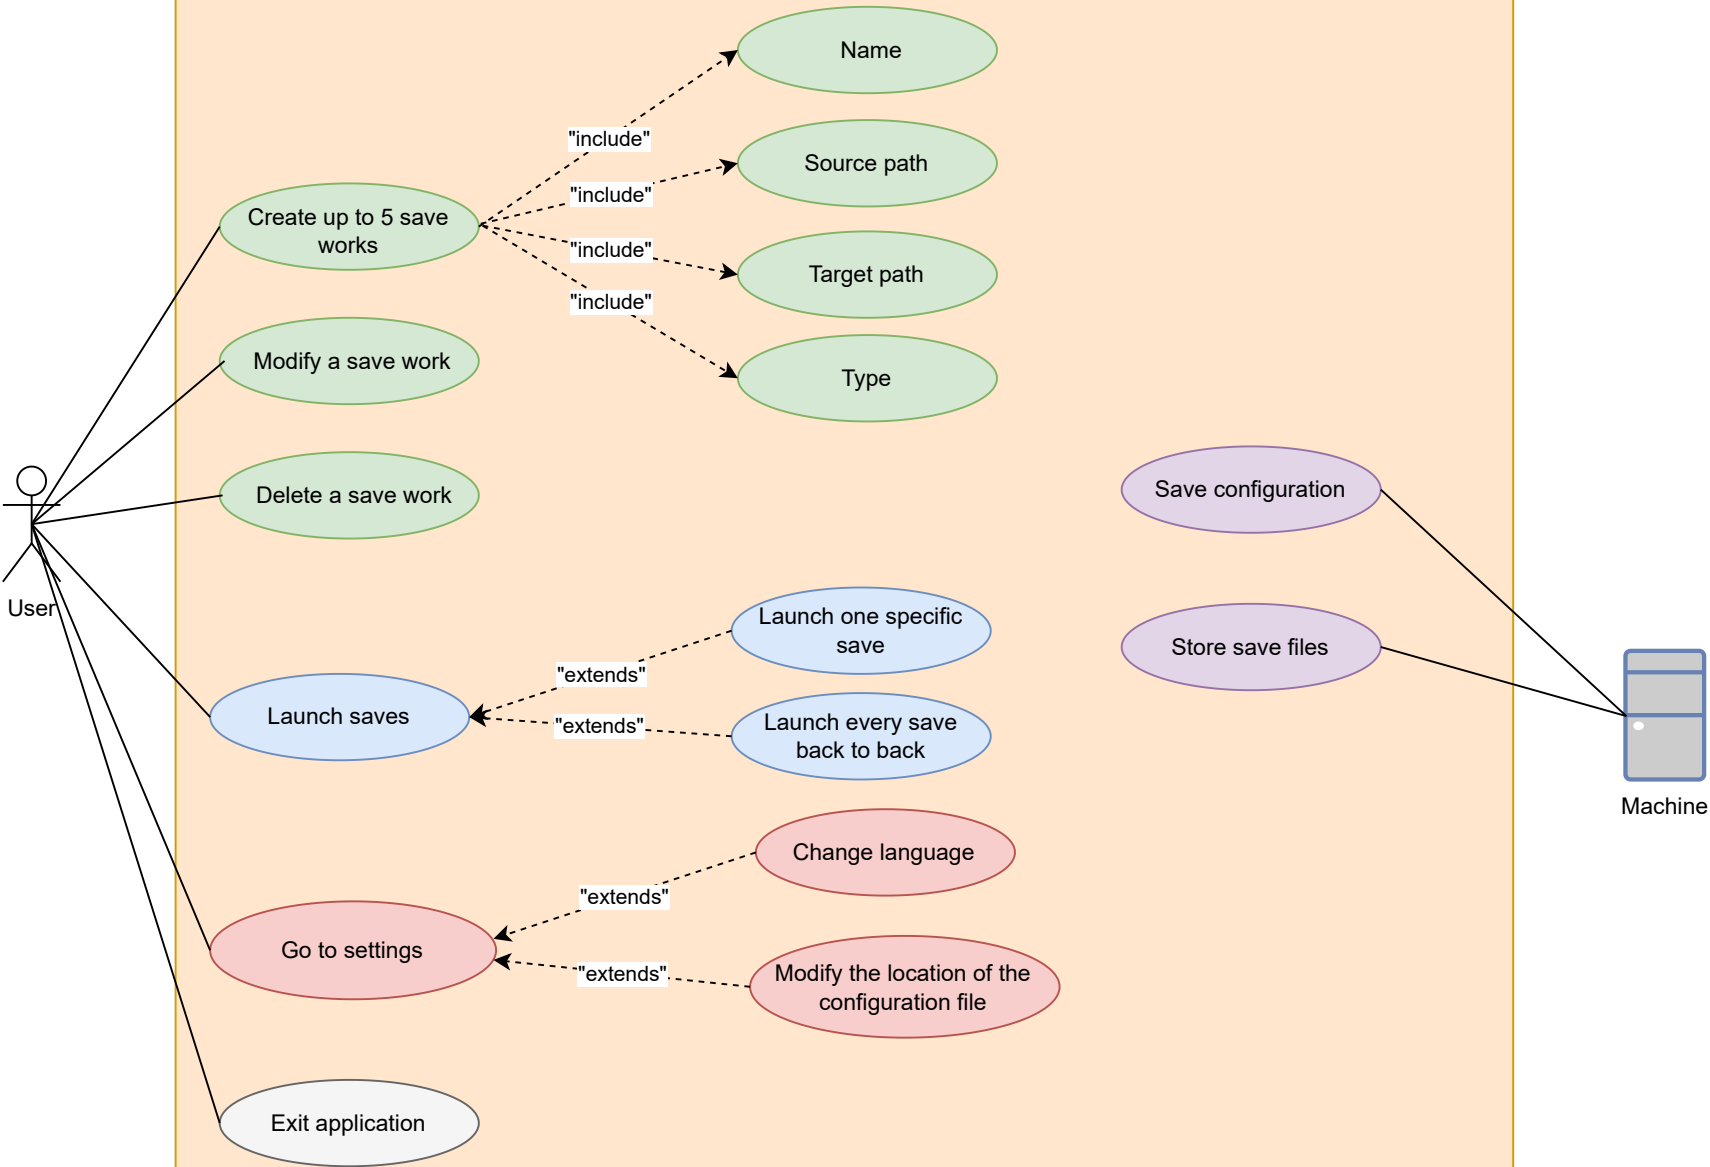 Name
"include"
Source path
"include"
Create up to 5 save
works
"include"
Target path
"include"
Modify a save work
Type
Delete a save work
Save configuration
User
Launch one specific
save
Store save files
"extends"
Launch saves
"extends"
Launch every save
back to back
Machine
Change language
"extends"
Go to settings
"extends"
Modify the location of the
configuration file
Exit application